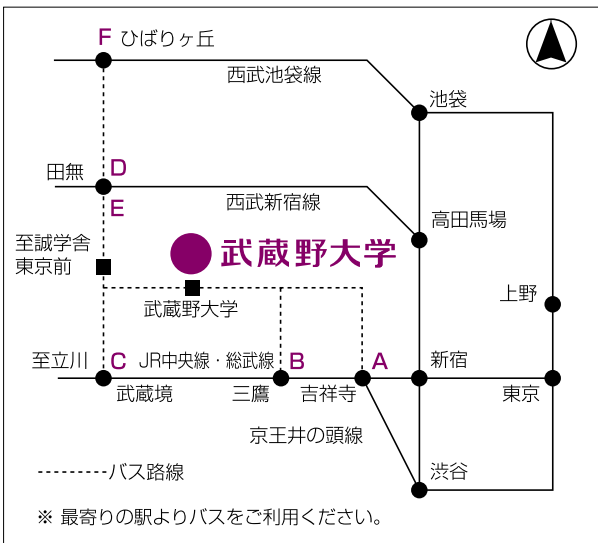 F ひばりヶ丘
西武池袋線
池袋
田無
D
E
西武新宿線
高田馬場
至誠学舎
東京前
武蔵野大学
武蔵野大学
上野
至立川
C
JR中央線・総武線
B
A
新宿
武蔵境
三鷹
吉祥寺
東京
京王井の頭線
バス路線
渋谷
※ 最寄りの駅よりバスをご利用ください。